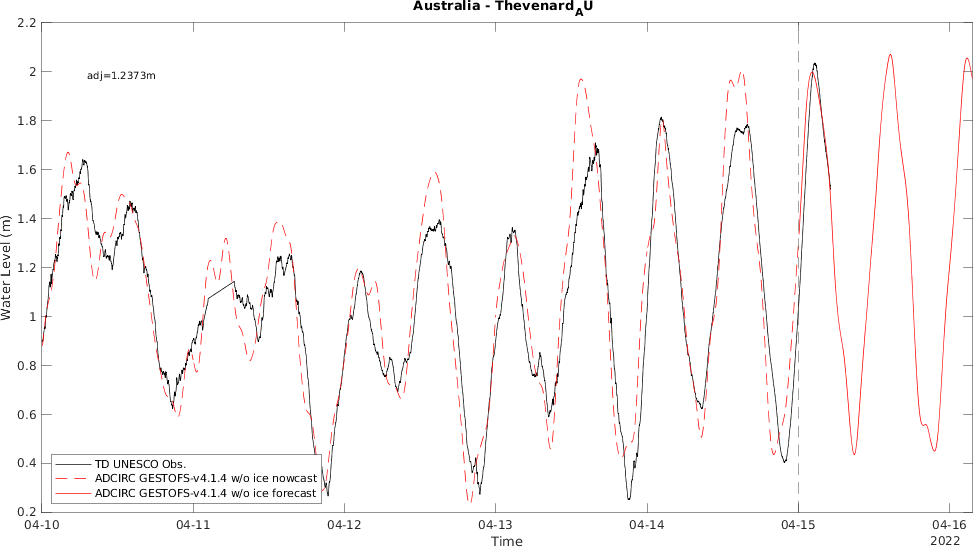 Australia - Thevenard_AU
2.2
2
1.8
1.6
1.4
1.2
1
0.8
0.6
0.4
0.2
Water Level (m)
adj=1.2373m
TD UNESCO Obs.
ADCIRC GESTOFS-v4.1.4 w/o ice nowcast
ADCIRC GESTOFS-v4.1.4 w/o ice forecast
04-10 04-11 04-12 04-13 04-14 04-15 04-16
Time
2022